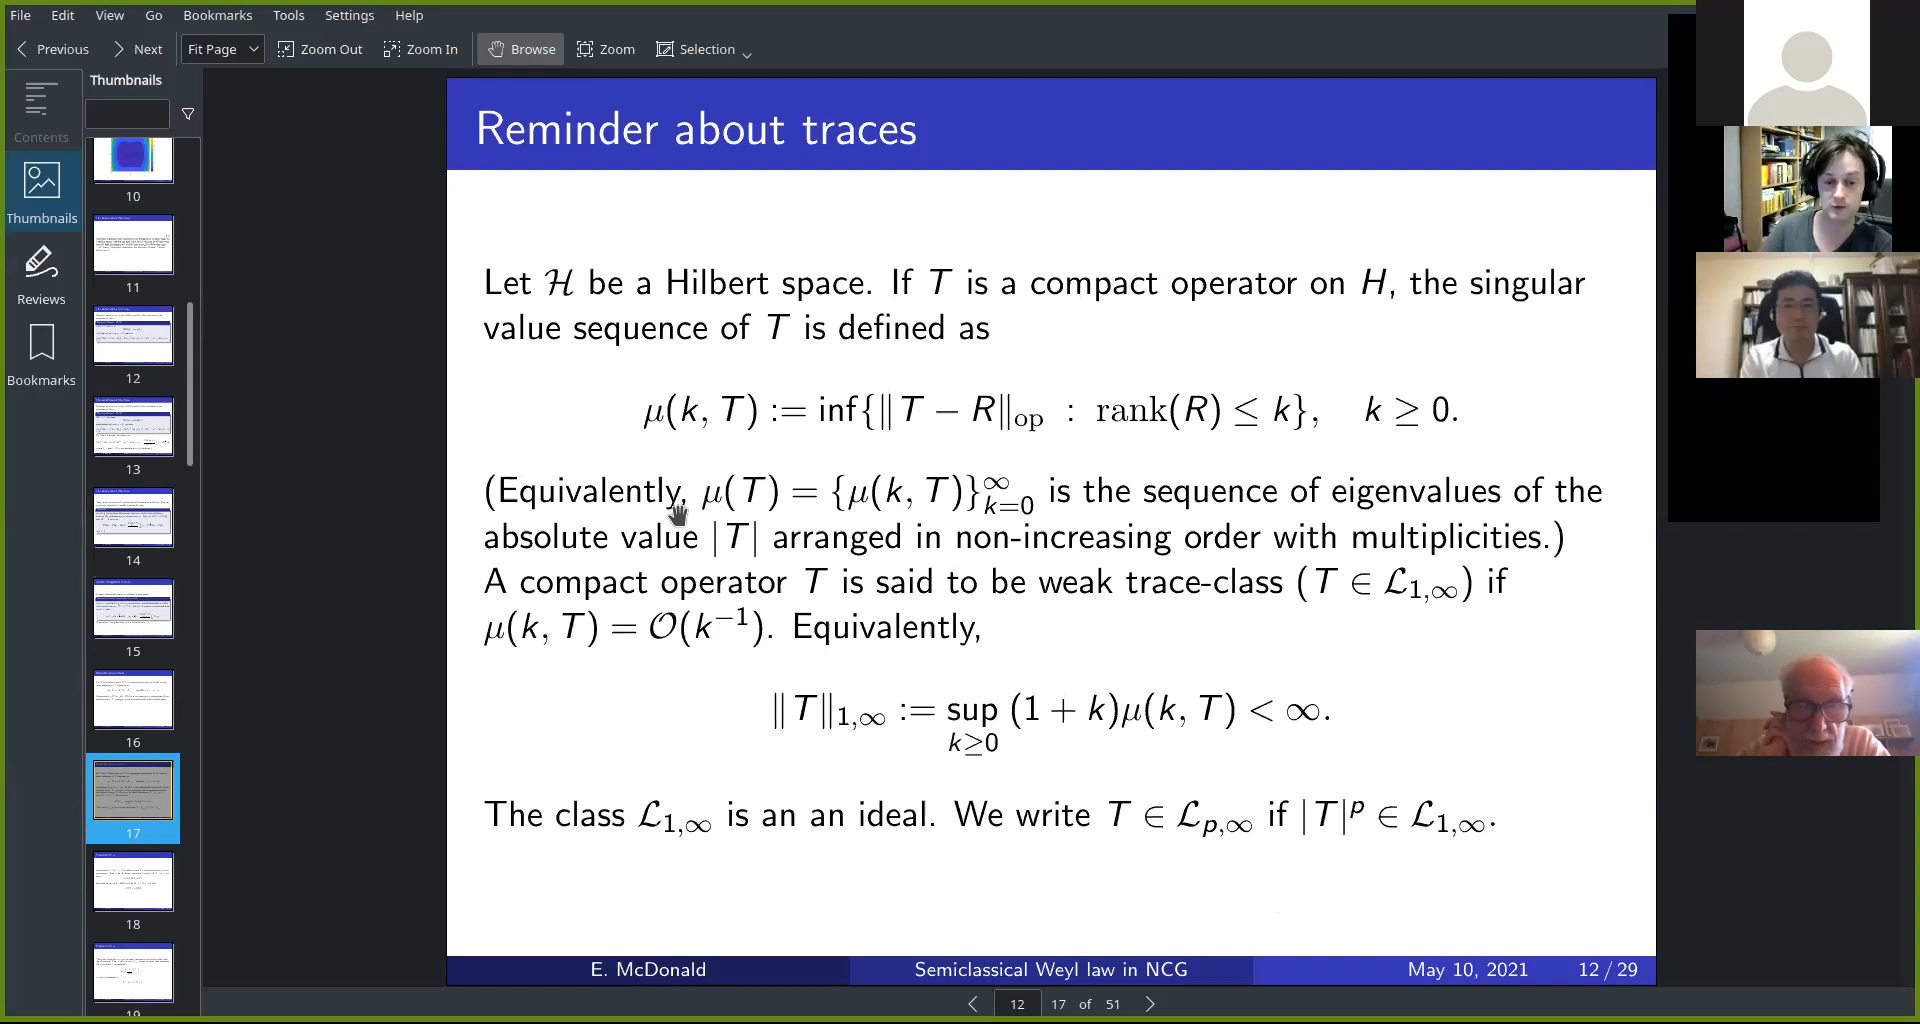 File Edit View Go Bookmarks Tools Settings Help
Previous Next Fit Page Zoom Out Zoom In Browse Zoom Selection
Thumbnails
Contents
Thumbnails
Reviews
Bookmarks
10
11
12
13
14
15
16
17
18
19
Reminder about traces
Let ℋ be a Hilbert space. If T is a compact operator on H, the singular
value sequence of T is defined as
μ(k, T) := inf{‖T − R‖op : rank(R) ≤ k}, k ≥ 0.
(Equivalently, μ(T) = {μ(k, T)}∞k=0 is the sequence of eigenvalues of the
absolute value |T| arranged in non-increasing order with multiplicities.)
A compact operator T is said to be weak trace-class (T ∈ ℒ1,∞) if
μ(k, T) = 𝒪(k⁻¹). Equivalently,
‖T‖1,∞ := sup k≥0 (1 + k)μ(k, T) < ∞.
The class ℒ1,∞ is an an ideal. We write T ∈ ℒp,∞ if |T|ᵖ ∈ ℒ1,∞.
E. McDonald Semiclassical Weyl law in NCG May 10, 2021 12 / 29
12 17 of 51